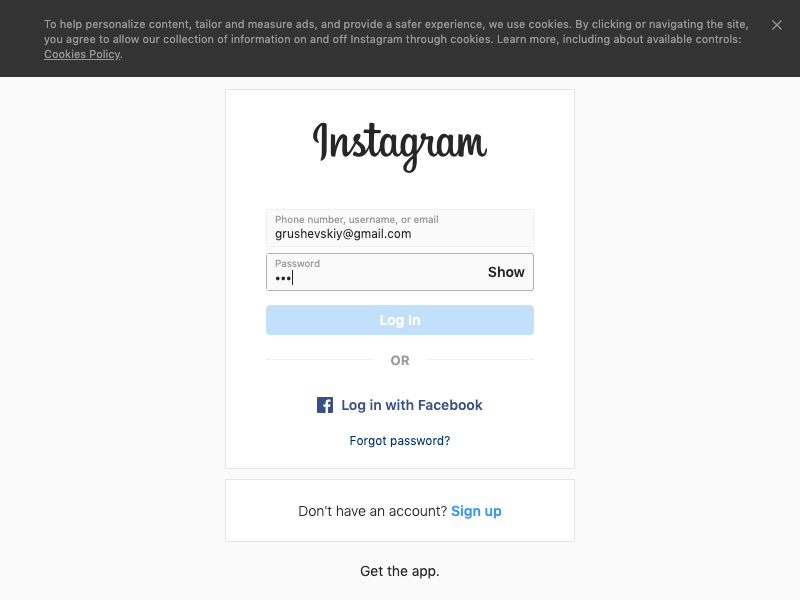 To help personalize content, tailor and measure ads, and provide a safer experience, we use cookies. By clicking or navigating the site,
you agree to allow our collection of information on and off Instagram through cookies. Learn more, including about available controls:
Cookies Policy.
Instagram
Phone number, username, or email
grushevskiy@gmail.com
Password
•••
Show
Log In
OR
Log in with Facebook
Forgot password?
Don't have an account? Sign up
Get the app.